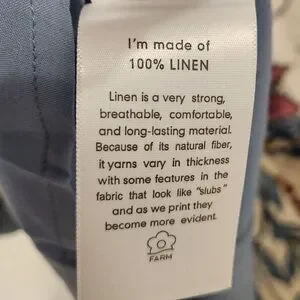 I'm made of
100% LINEN
Linen is a very strong,
breathable, comfortable,
and long-lasting material.
Because of its natural fiber,
it yarns vary in thickness
with some features in the
fabric that look like "slubs"
and as we print they
become more evident.
FARM